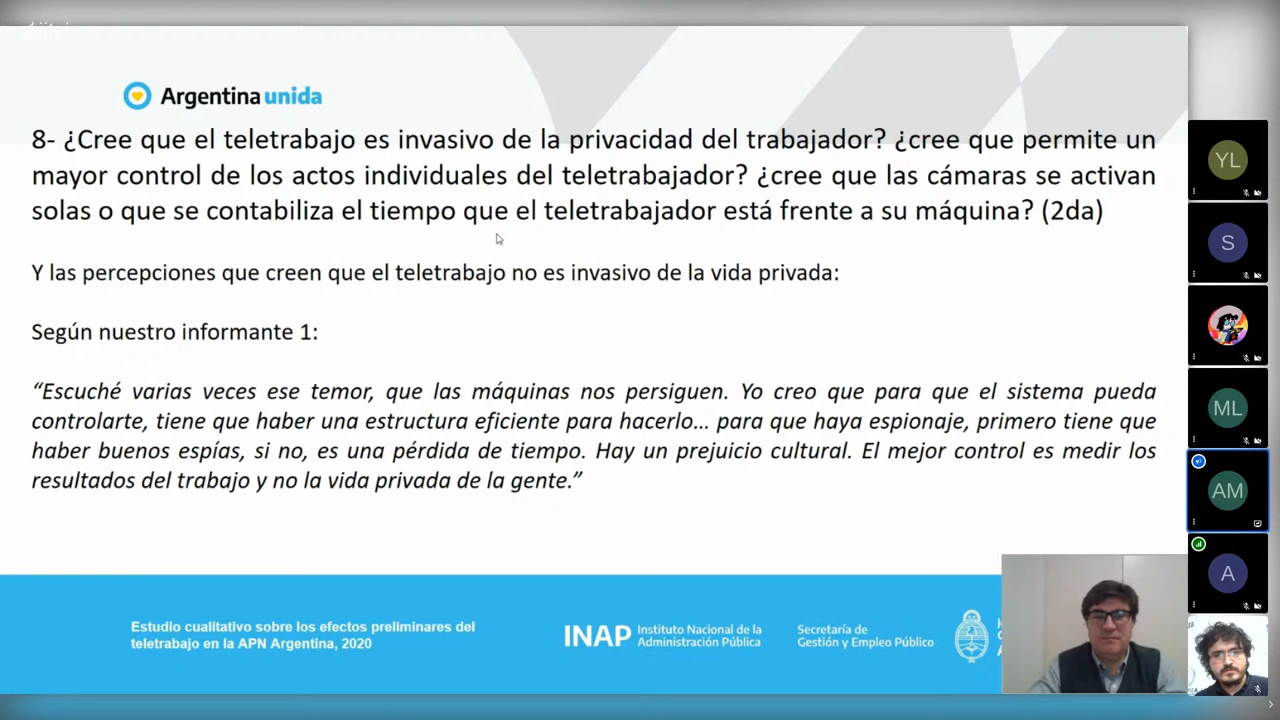 Argentina unida
8- ¿Cree que el teletrabajo es invasivo de la privacidad del trabajador? ¿cree que permite un
mayor control de los actos individuales del teletrabajador? ¿cree que las cámaras se activan
solas o que se contabiliza el tiempo que el teletrabajador está frente a su máquina? (2da)
Y las percepciones que creen que el teletrabajo no es invasivo de la vida privada:
Según nuestro informante 1:
“Escuché varias veces ese temor, que las máquinas nos persiguen. Yo creo que para que el sistema pueda
controlarte, tiene que haber una estructura eficiente para hacerlo… para que haya espionaje, primero tiene que
haber buenos espías, si no, es una pérdida de tiempo. Hay un prejuicio cultural. El mejor control es medir los
resultados del trabajo y no la vida privada de la gente.”
Estudio cualitativo sobre los efectos preliminares del
teletrabajo en la APN Argentina, 2020
INAP
Instituto Nacional de la
Administración Pública
Secretaría de
Gestión y Empleo Público
YL
S
ML
AM
A